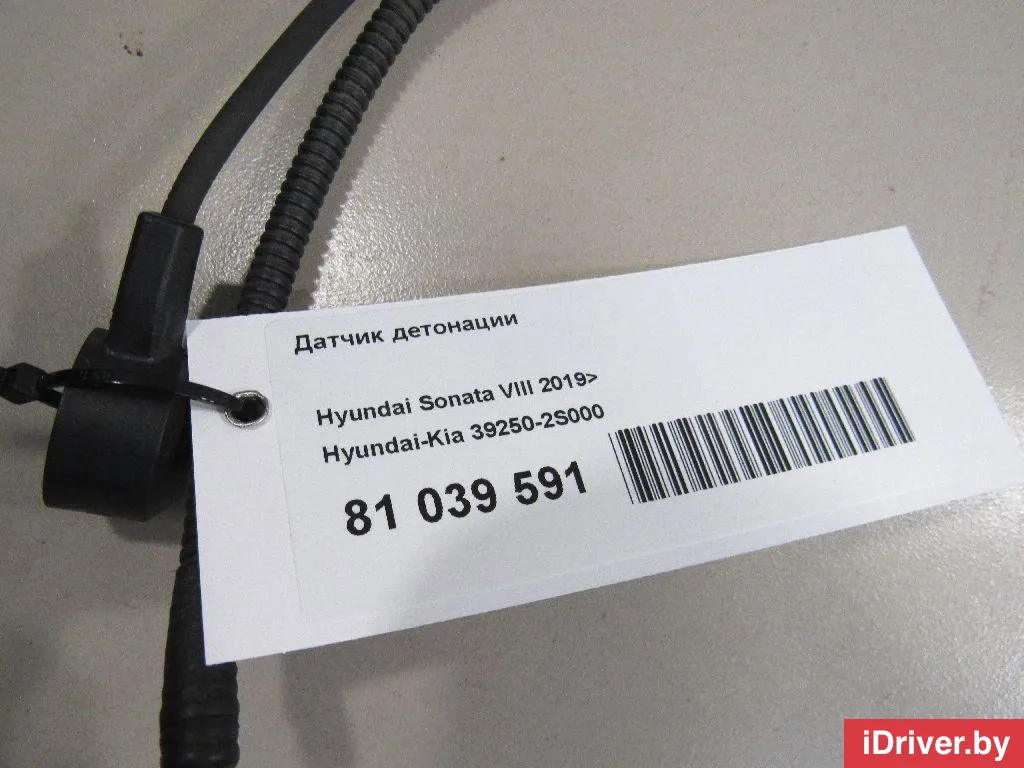 Датчик детонации
Hyundai Sonata VIII 2019>
Hyundai-Kia 39250-2S000
81 039 591
iDriver.by